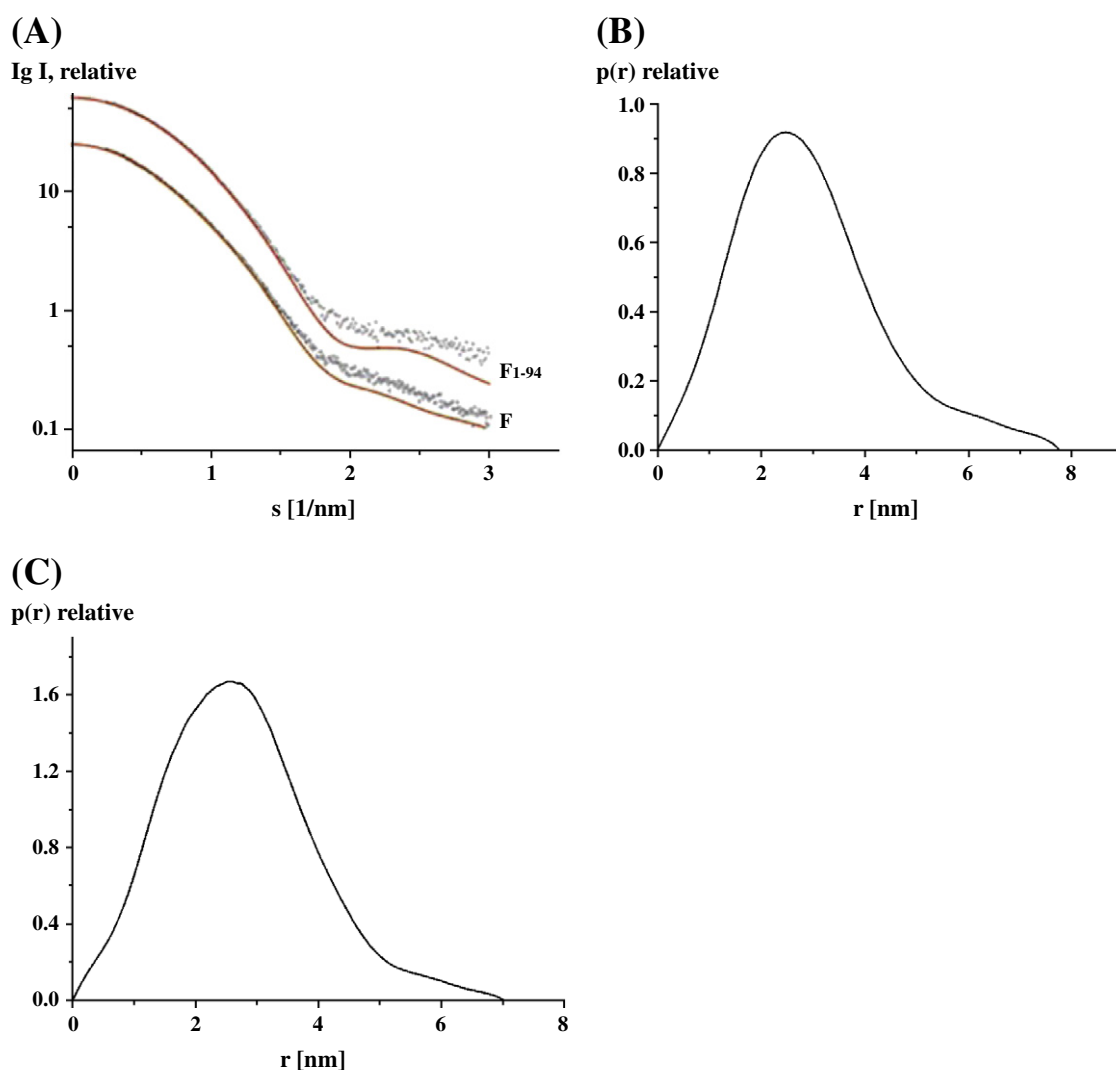 (A)
lg I, relative
10
1
0.1
0 1 2 3
s [1/nm]
F1-94
F
(B)
p(r) relative
1.0
0.8
0.6
0.4
0.2
0.0
0 2 4 6 8
r [nm]
(C)
p(r) relative
1.6
1.2
0.8
0.4
0.0
0 2 4 6 8
r [nm]